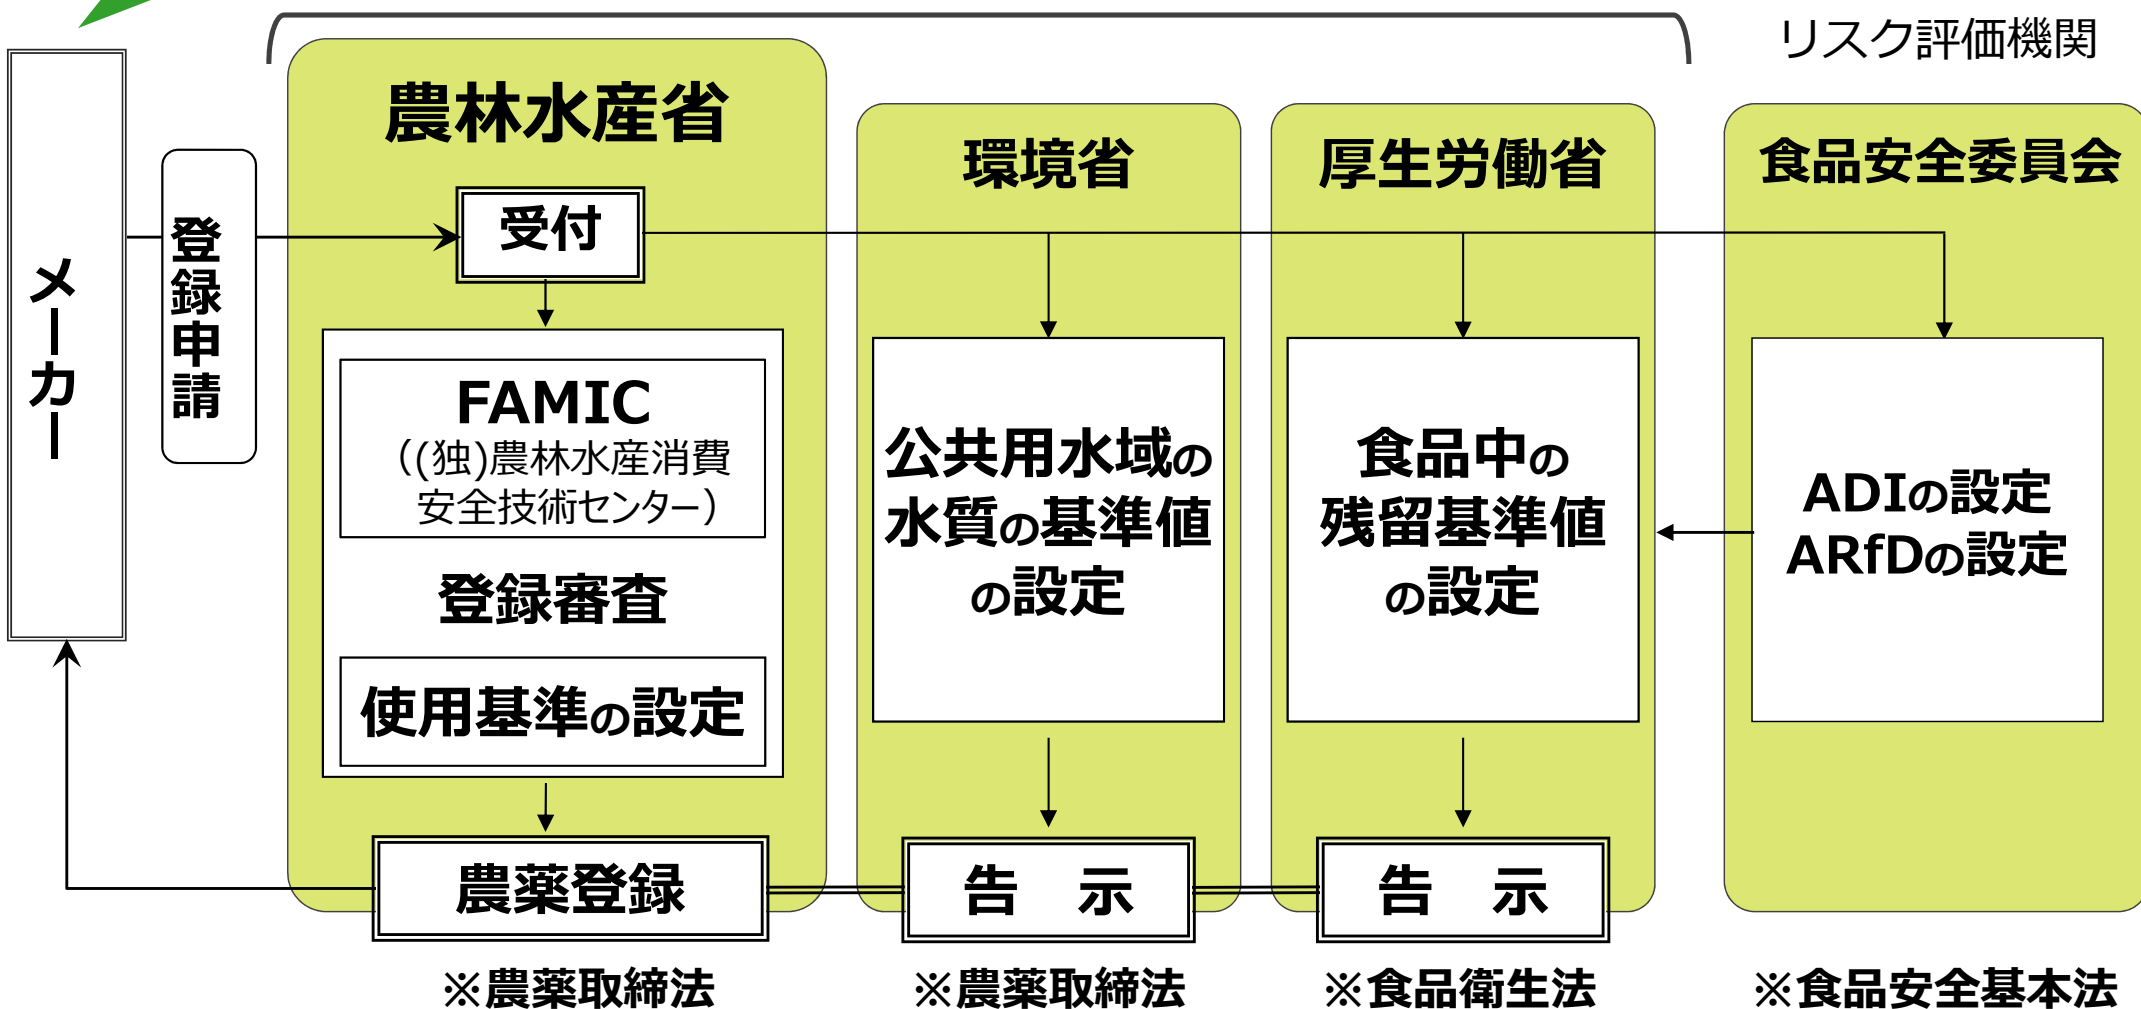 リスク評価機関
メーカー
登録申請
農林水産省
受付
FAMIC
（(独)農林水産消費
安全技術センター）
登録審査
使用基準の設定
農薬登録
※農薬取締法
環境省
公共用水域の
水質の基準値
の設定
告　示
※農薬取締法
厚生労働省
食品中の
残留基準値
の設定
告　示
※食品衛生法
食品安全委員会
ADIの設定
ARfDの設定
※食品安全基本法